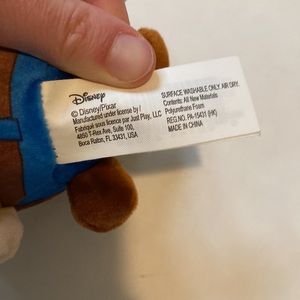 Disney
© Disney/Pixar
Manufactured under license by /
Fabriqué sous licence par Just Play, LLC
4850 T-Rex Ave, Suite 100,
Boca Raton, FL 33431, USA
SURFACE WASHABLE ONLY. AIR DRY.
Contents: All New Materials
Polyurethane Foam
REG.NO. PA-15431 (HK)
MADE IN CHINA